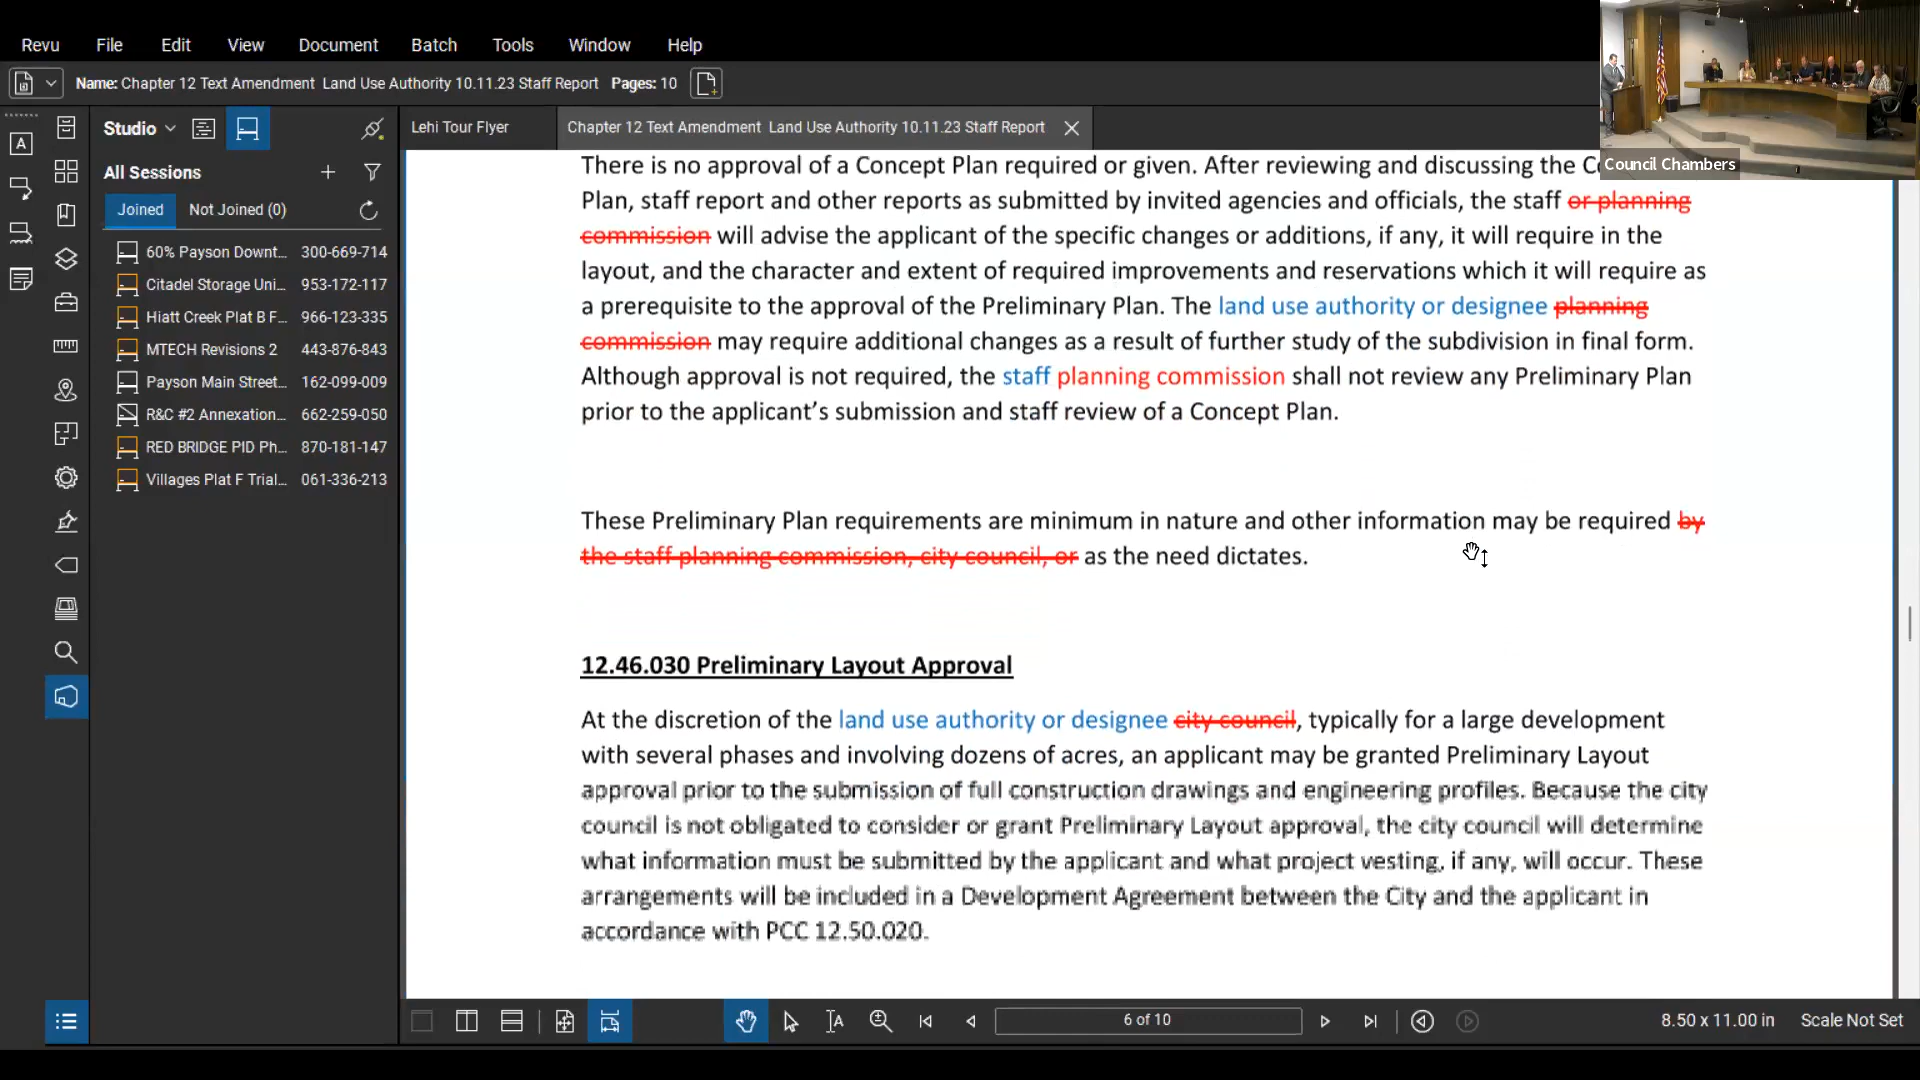 Revu File Edit View Document Batch Tools Window Help
Name: Chapter 12 Text Amendment Land Use Authority 10.11.23 Staff Report Pages: 10
Council Chambers
Studio
All Sessions
Joined Not Joined (0)
60% Payson Downt... 300-669-714
Citadel Storage Uni... 953-172-117
Hiatt Creek Plat B F... 966-123-335
MTECH Revisions 2 443-876-843
Payson Main Street... 162-099-009
R&C #2 Annexation... 662-259-050
RED BRIDGE PID Ph... 870-181-147
Villages Plat F Trial... 061-336-213
Lehi Tour Flyer Chapter 12 Text Amendment Land Use Authority 10.11.23 Staff Report
There is no approval of a Concept Plan required or given. After reviewing and discussing the
Plan, staff report and other reports as submitted by invited agencies and officials, the staff or planning
commission will advise the applicant of the specific changes or additions, if any, it will require in the
layout, and the character and extent of required improvements and reservations which it will require as
a prerequisite to the approval of the Preliminary Plan. The land use authority or designee planning
commission may require additional changes as a result of further study of the subdivision in final form.
Although approval is not required, the staff planning commission shall not review any Preliminary Plan
prior to the applicant's submission and staff review of a Concept Plan.
These Preliminary Plan requirements are minimum in nature and other information may be required by
the staff planning commission, city council, or as the need dictates.
12.46.030 Preliminary Layout Approval
At the discretion of the land use authority or designee city council, typically for a large development
with several phases and involving dozens of acres, an applicant may be granted Preliminary Layout
approval prior to the submission of full construction drawings and engineering profiles. Because the city
council is not obligated to consider or grant Preliminary Layout approval, the city council will determine
what information must be submitted by the applicant and what project vesting, if any, will occur. These
arrangements will be included in a Development Agreement between the City and the applicant in
accordance with PCC 12.50.020.
6 of 10
8.50 x 11.00 in Scale Not Set